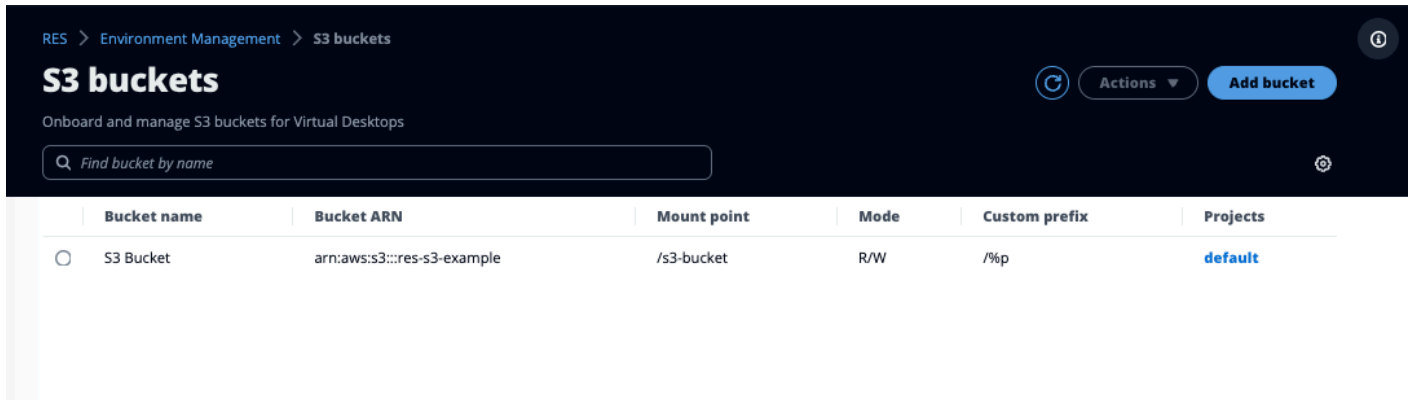 RES > Environment Management > S3 buckets
S3 buckets
Actions Add bucket
Onboard and manage S3 buckets for Virtual Desktops
Find bucket by name
Bucket name Bucket ARN Mount point Mode Custom prefix Projects
S3 Bucket arn:aws:s3:::res-s3-example /s3-bucket R/W /%p default